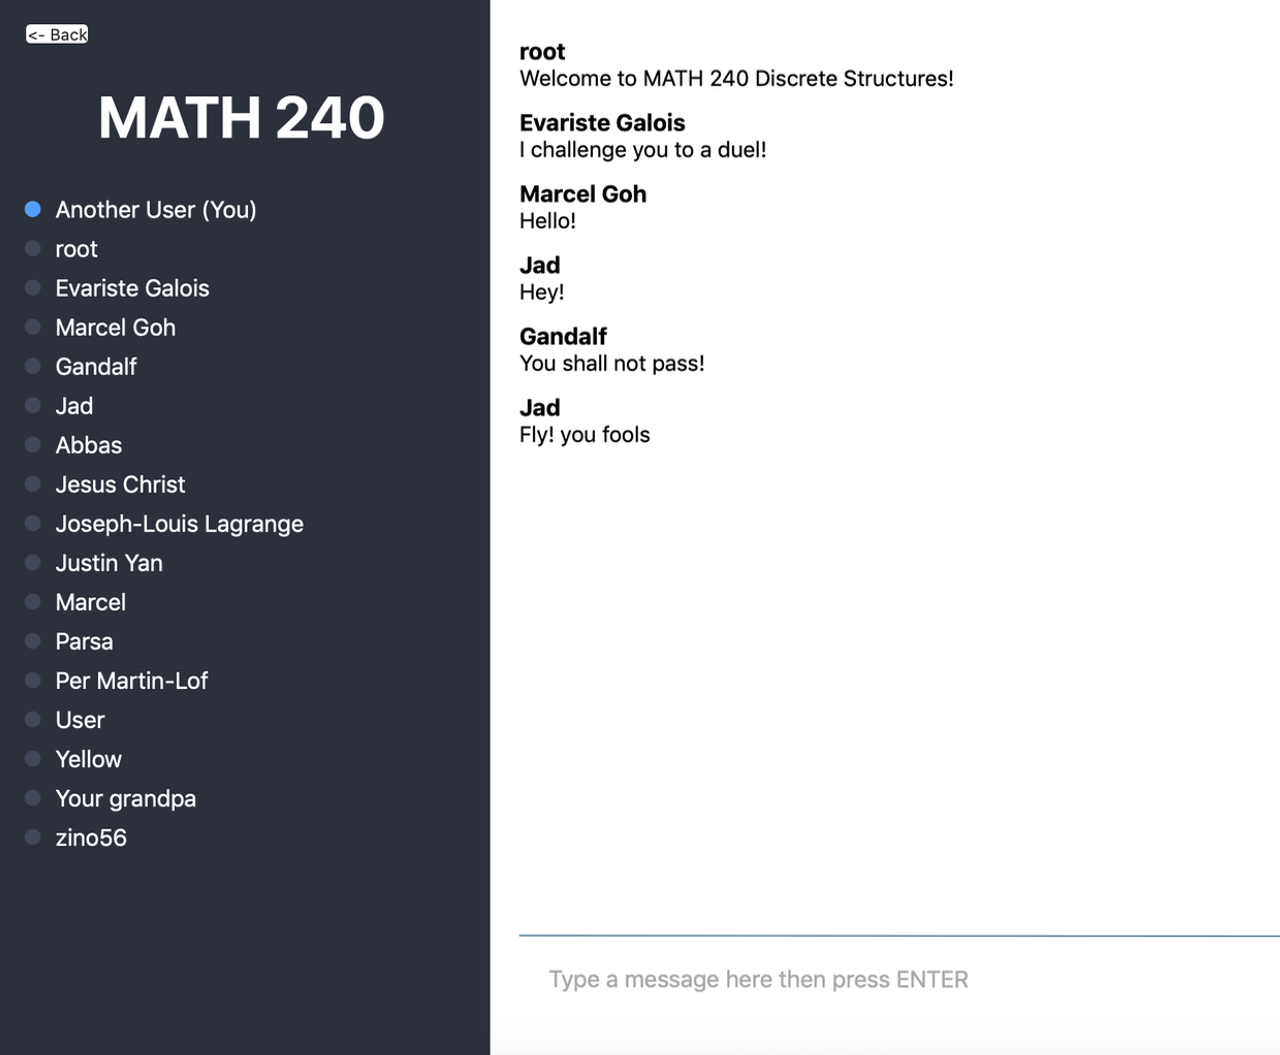 <- Back
MATH 240
Another User (You)
root
Evariste Galois
Marcel Goh
Gandalf
Jad
Abbas
Jesus Christ
Joseph-Louis Lagrange
Justin Yan
Marcel
Parsa
Per Martin-Lof
User
Yellow
Your grandpa
zino56
root
Welcome to MATH 240 Discrete Structures!
Evariste Galois
I challenge you to a duel!
Marcel Goh
Hello!
Jad
Hey!
Gandalf
You shall not pass!
Jad
Fly! you fools
Type a message here then press ENTER